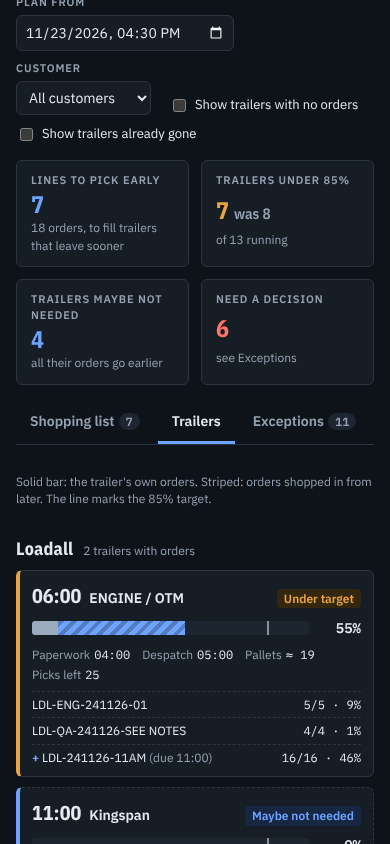 PLAN FROM
11/23/2026, 04:30 PM
CUSTOMER
All customers
Show trailers with no orders
Show trailers already gone
LINES TO PICK EARLY
7
18 orders, to fill trailers
that leave sooner
TRAILERS UNDER 85%
7 was 8
of 13 running
TRAILERS MAYBE NOT
NEEDED
4
all their orders go earlier
NEED A DECISION
6
see Exceptions
Shopping list 7 Trailers Exceptions 11
Solid bar: the trailer's own orders. Striped: orders shopped in from
later. The line marks the 85% target.
Loadall 2 trailers with orders
06:00 ENGINE / OTM Under target
55%
Paperwork 04:00 Despatch 05:00 Pallets ≈ 19
Picks left 25
LDL-ENG-241126-01 5/5 · 9%
LDL-QA-241126-SEE NOTES 4/4 · 1%
+ LDL-241126-11AM (due 11:00) 16/16 · 46%
11:00 Kingspan Maybe not needed